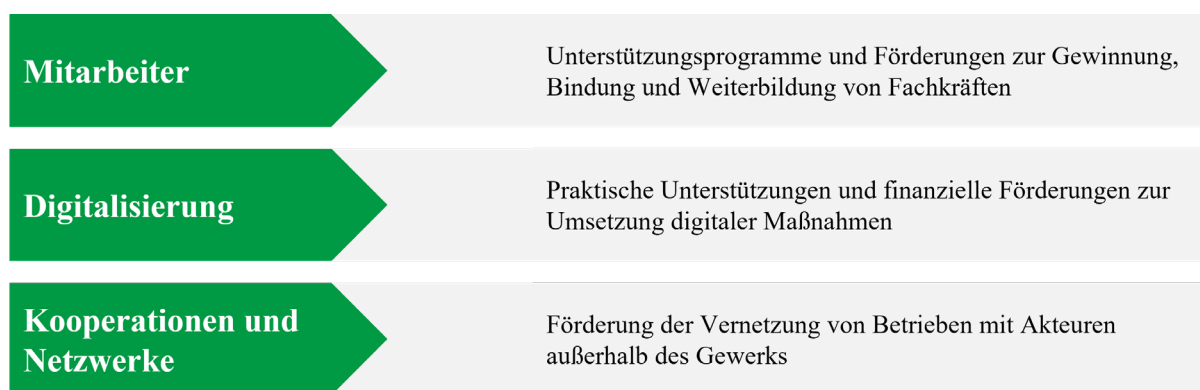 Mitarbeiter
Unterstützungsprogramme und Förderungen zur Gewinnung,
Bindung und Weiterbildung von Fachkräften
Digitalisierung
Praktische Unterstützungen und finanzielle Förderungen zur
Umsetzung digitaler Maßnahmen
Kooperationen und
Netzwerke
Förderung der Vernetzung von Betrieben mit Akteuren
außerhalb des Gewerks